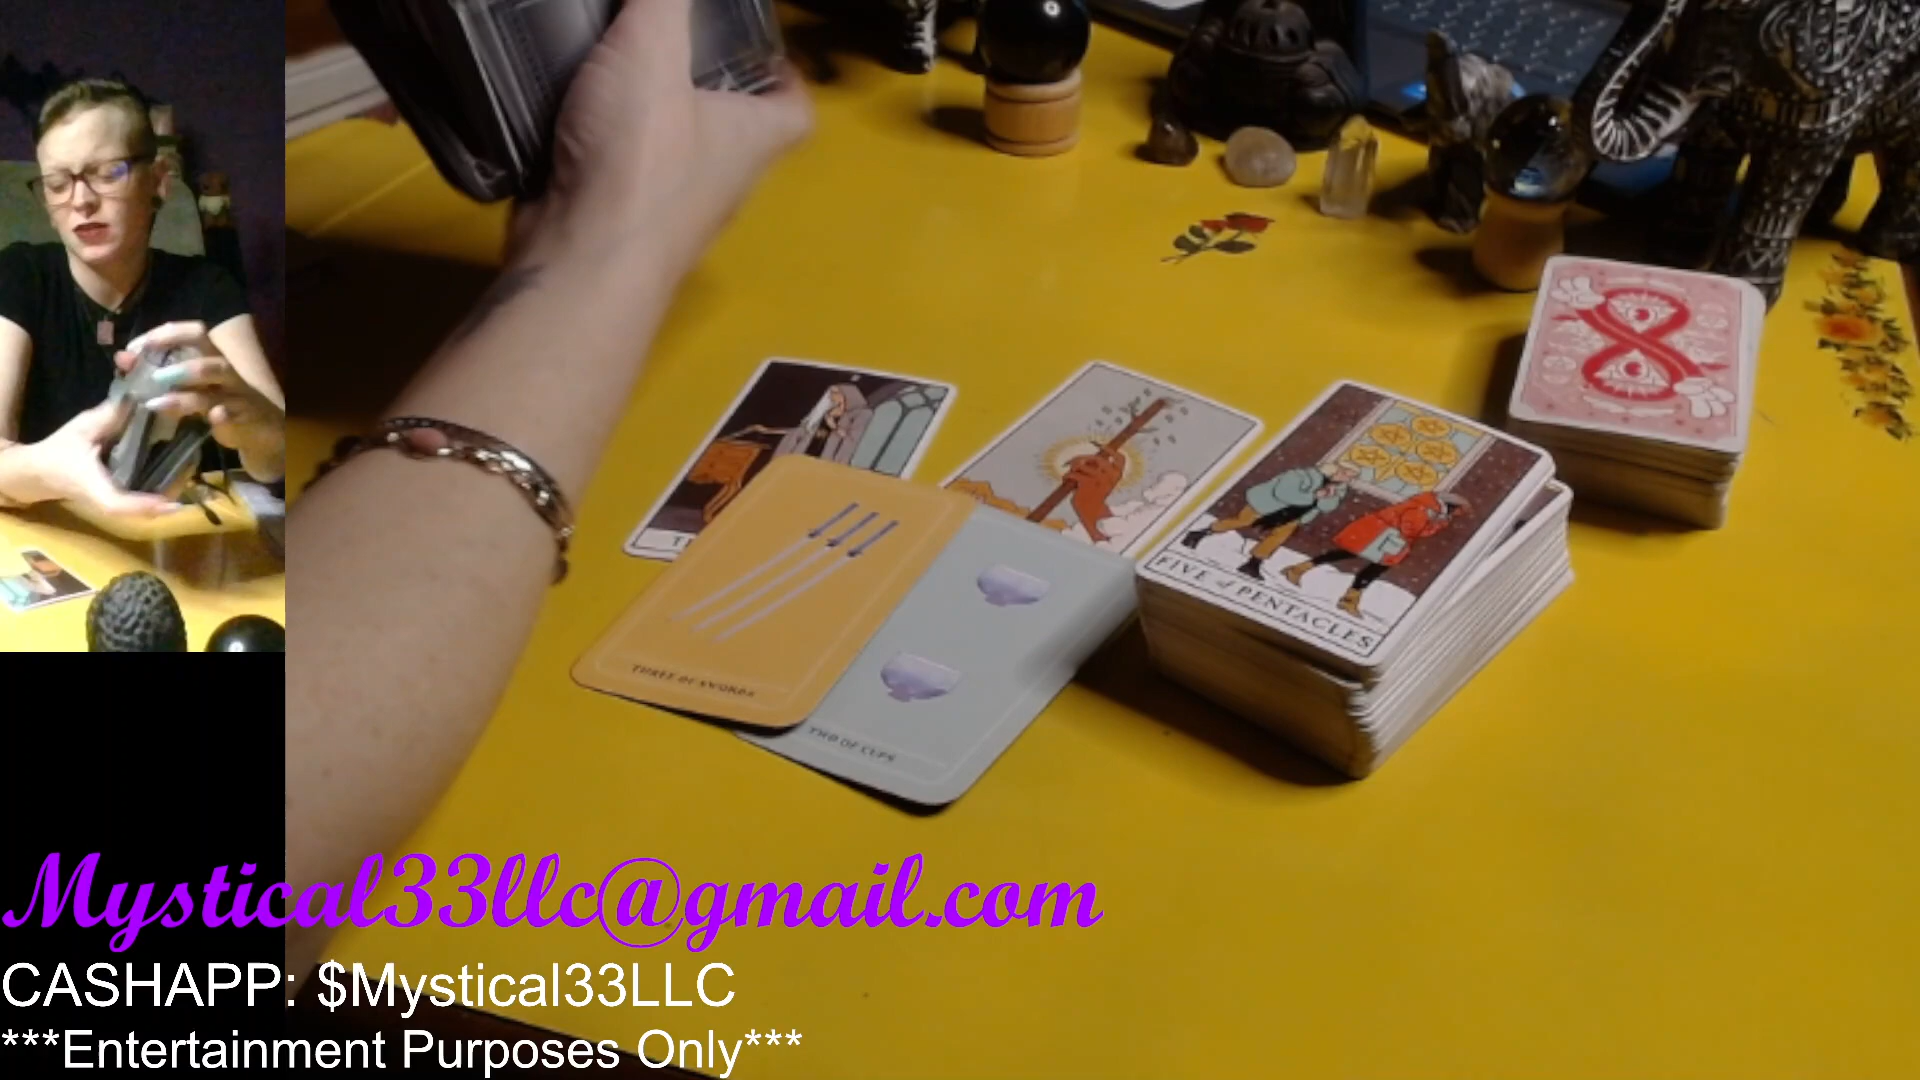 FIVE of PENTACLES
THREE OF SWORDS
TWO OF CUPS
Mystical33llc@gmail.com
CASHAPP: $Mystical33LLC
***Entertainment Purposes Only***